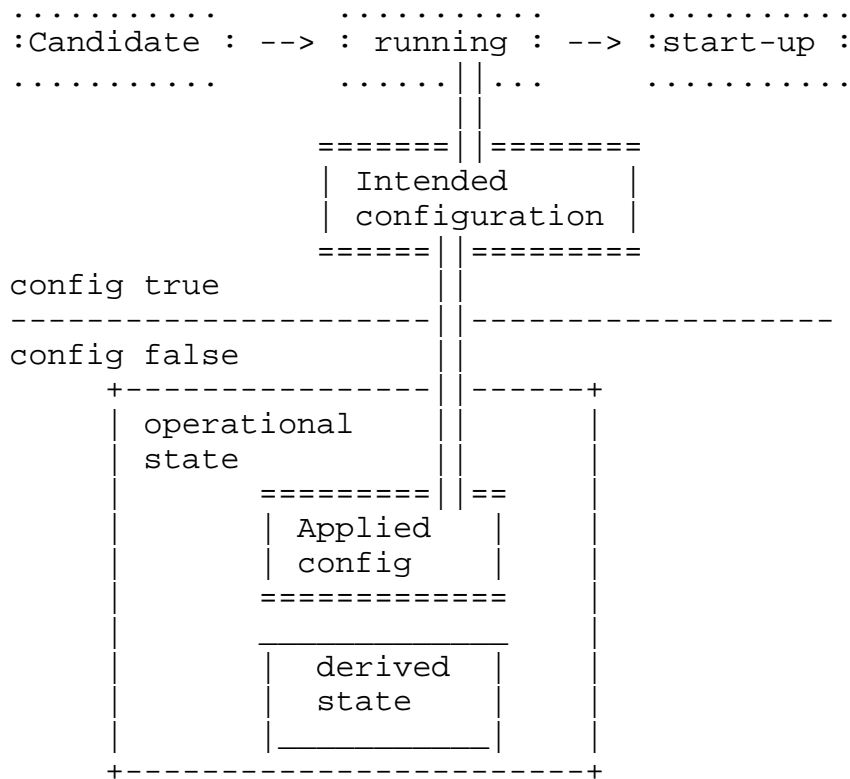 Candidate running start-up
Intended
configuration
config true
config false
operational
state
Applied
config
derived
state